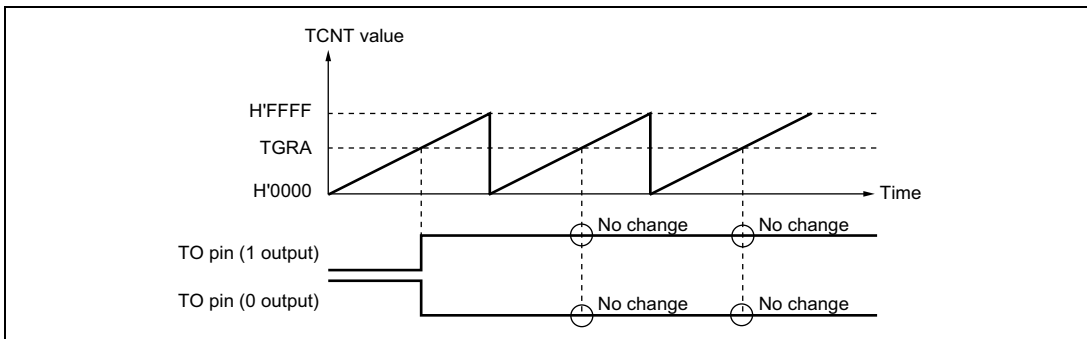 TCNT value
H'FFFF
TGRA
H'0000
Time
No change
No change
TO pin (1 output)
TO pin (0 output)
No change
No change